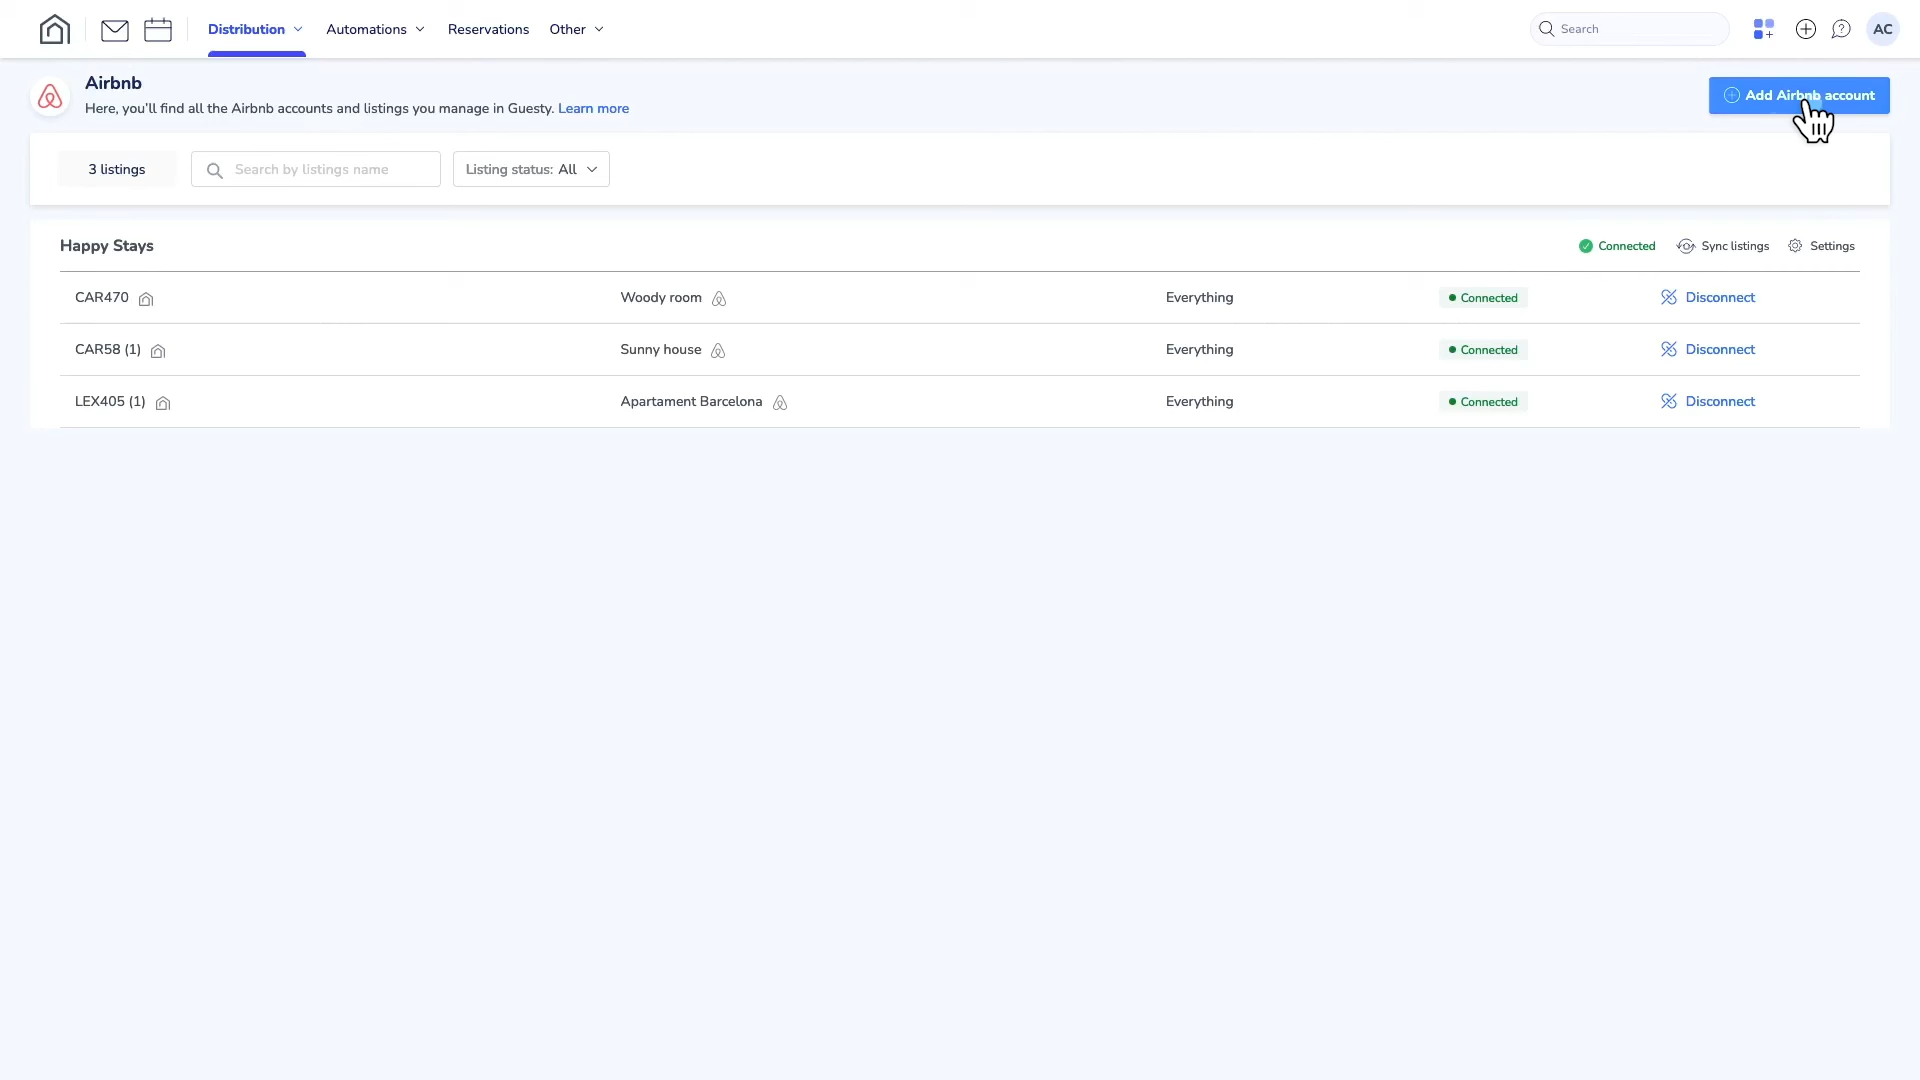 Distribution Automations Reservations Other Search AC
Airbnb
Here, you'll find all the Airbnb accounts and listings you manage in Guesty. Learn more
Add Airbnb account
3 listings Search by listings name Listing status: All
Happy Stays Connected Sync listings Settings
CAR470 Woody room Everything Connected Disconnect
CAR58 (1) Sunny house Everything Connected Disconnect
LEX405 (1) Apartament Barcelona Everything Connected Disconnect